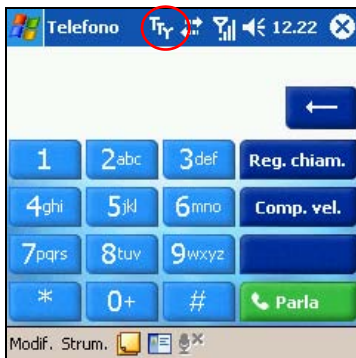 Telefono TTY 12.22
←
1 2abc 3def Reg. chiam.
4ghi 5jkl 6mno Comp. vel.
7pqrs 8tuv 9wxyz
* 0+ # Parla
Modif. Strum.